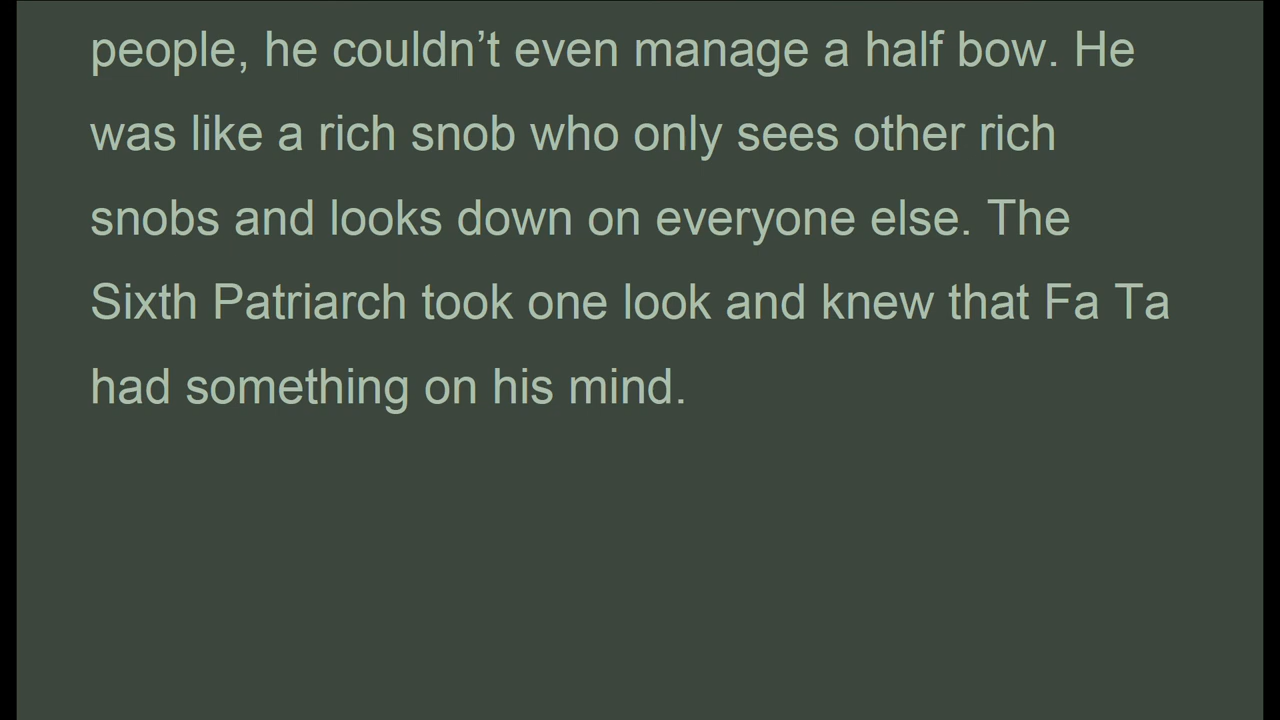 people, he couldn’t even manage a half bow. He
was like a rich snob who only sees other rich
snobs and looks down on everyone else. The
Sixth Patriarch took one look and knew that Fa Ta
had something on his mind.